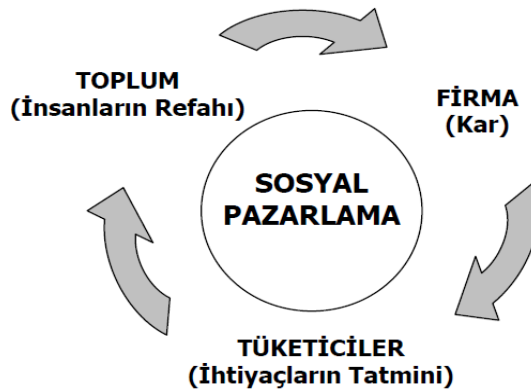 TOPLUM
(İnsanların Refahı)
FİRMA
(Kar)
SOSYAL
PAZARLAMA
TÜKETİCİLER
(İhtiyaçların Tatmini)